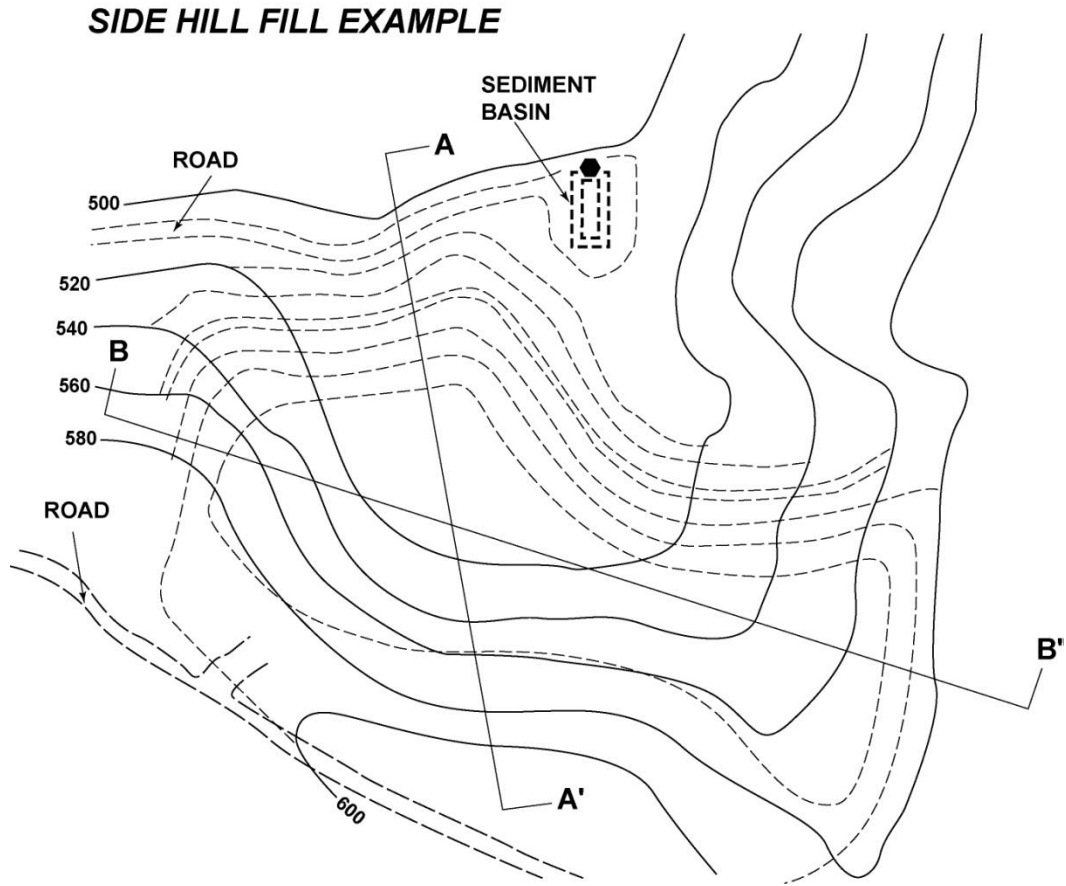 SIDE HILL FILL EXAMPLE
SEDIMENT
BASIN
A
ROAD
500
520
540
B
560
580
ROAD
B'
A'
600